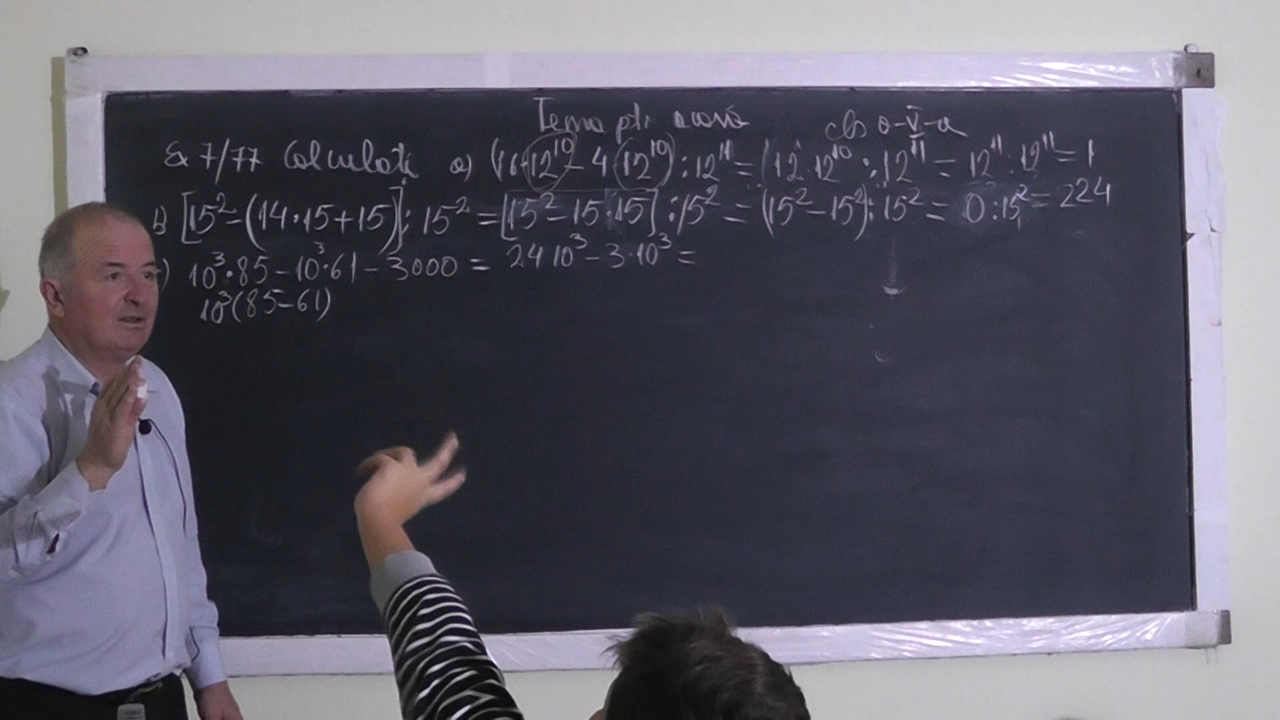 Tema pt. acasă cls a-V-a
Ex 7/77 Calculați a) (16·12¹⁰ – 4·12¹⁰) : 12¹¹ = (12·12¹⁰ : 12¹¹ = 12¹¹ : 12¹¹ = 1
b) [15² – (14·15+15)] : 15² = [15² – 15·15] : 15² = (15² – 15²) : 15² = 0 : 15² = 224
) 10³·85 – 10³·61 – 3000 = 24 10³ – 3·10³ =
10³(85–61)